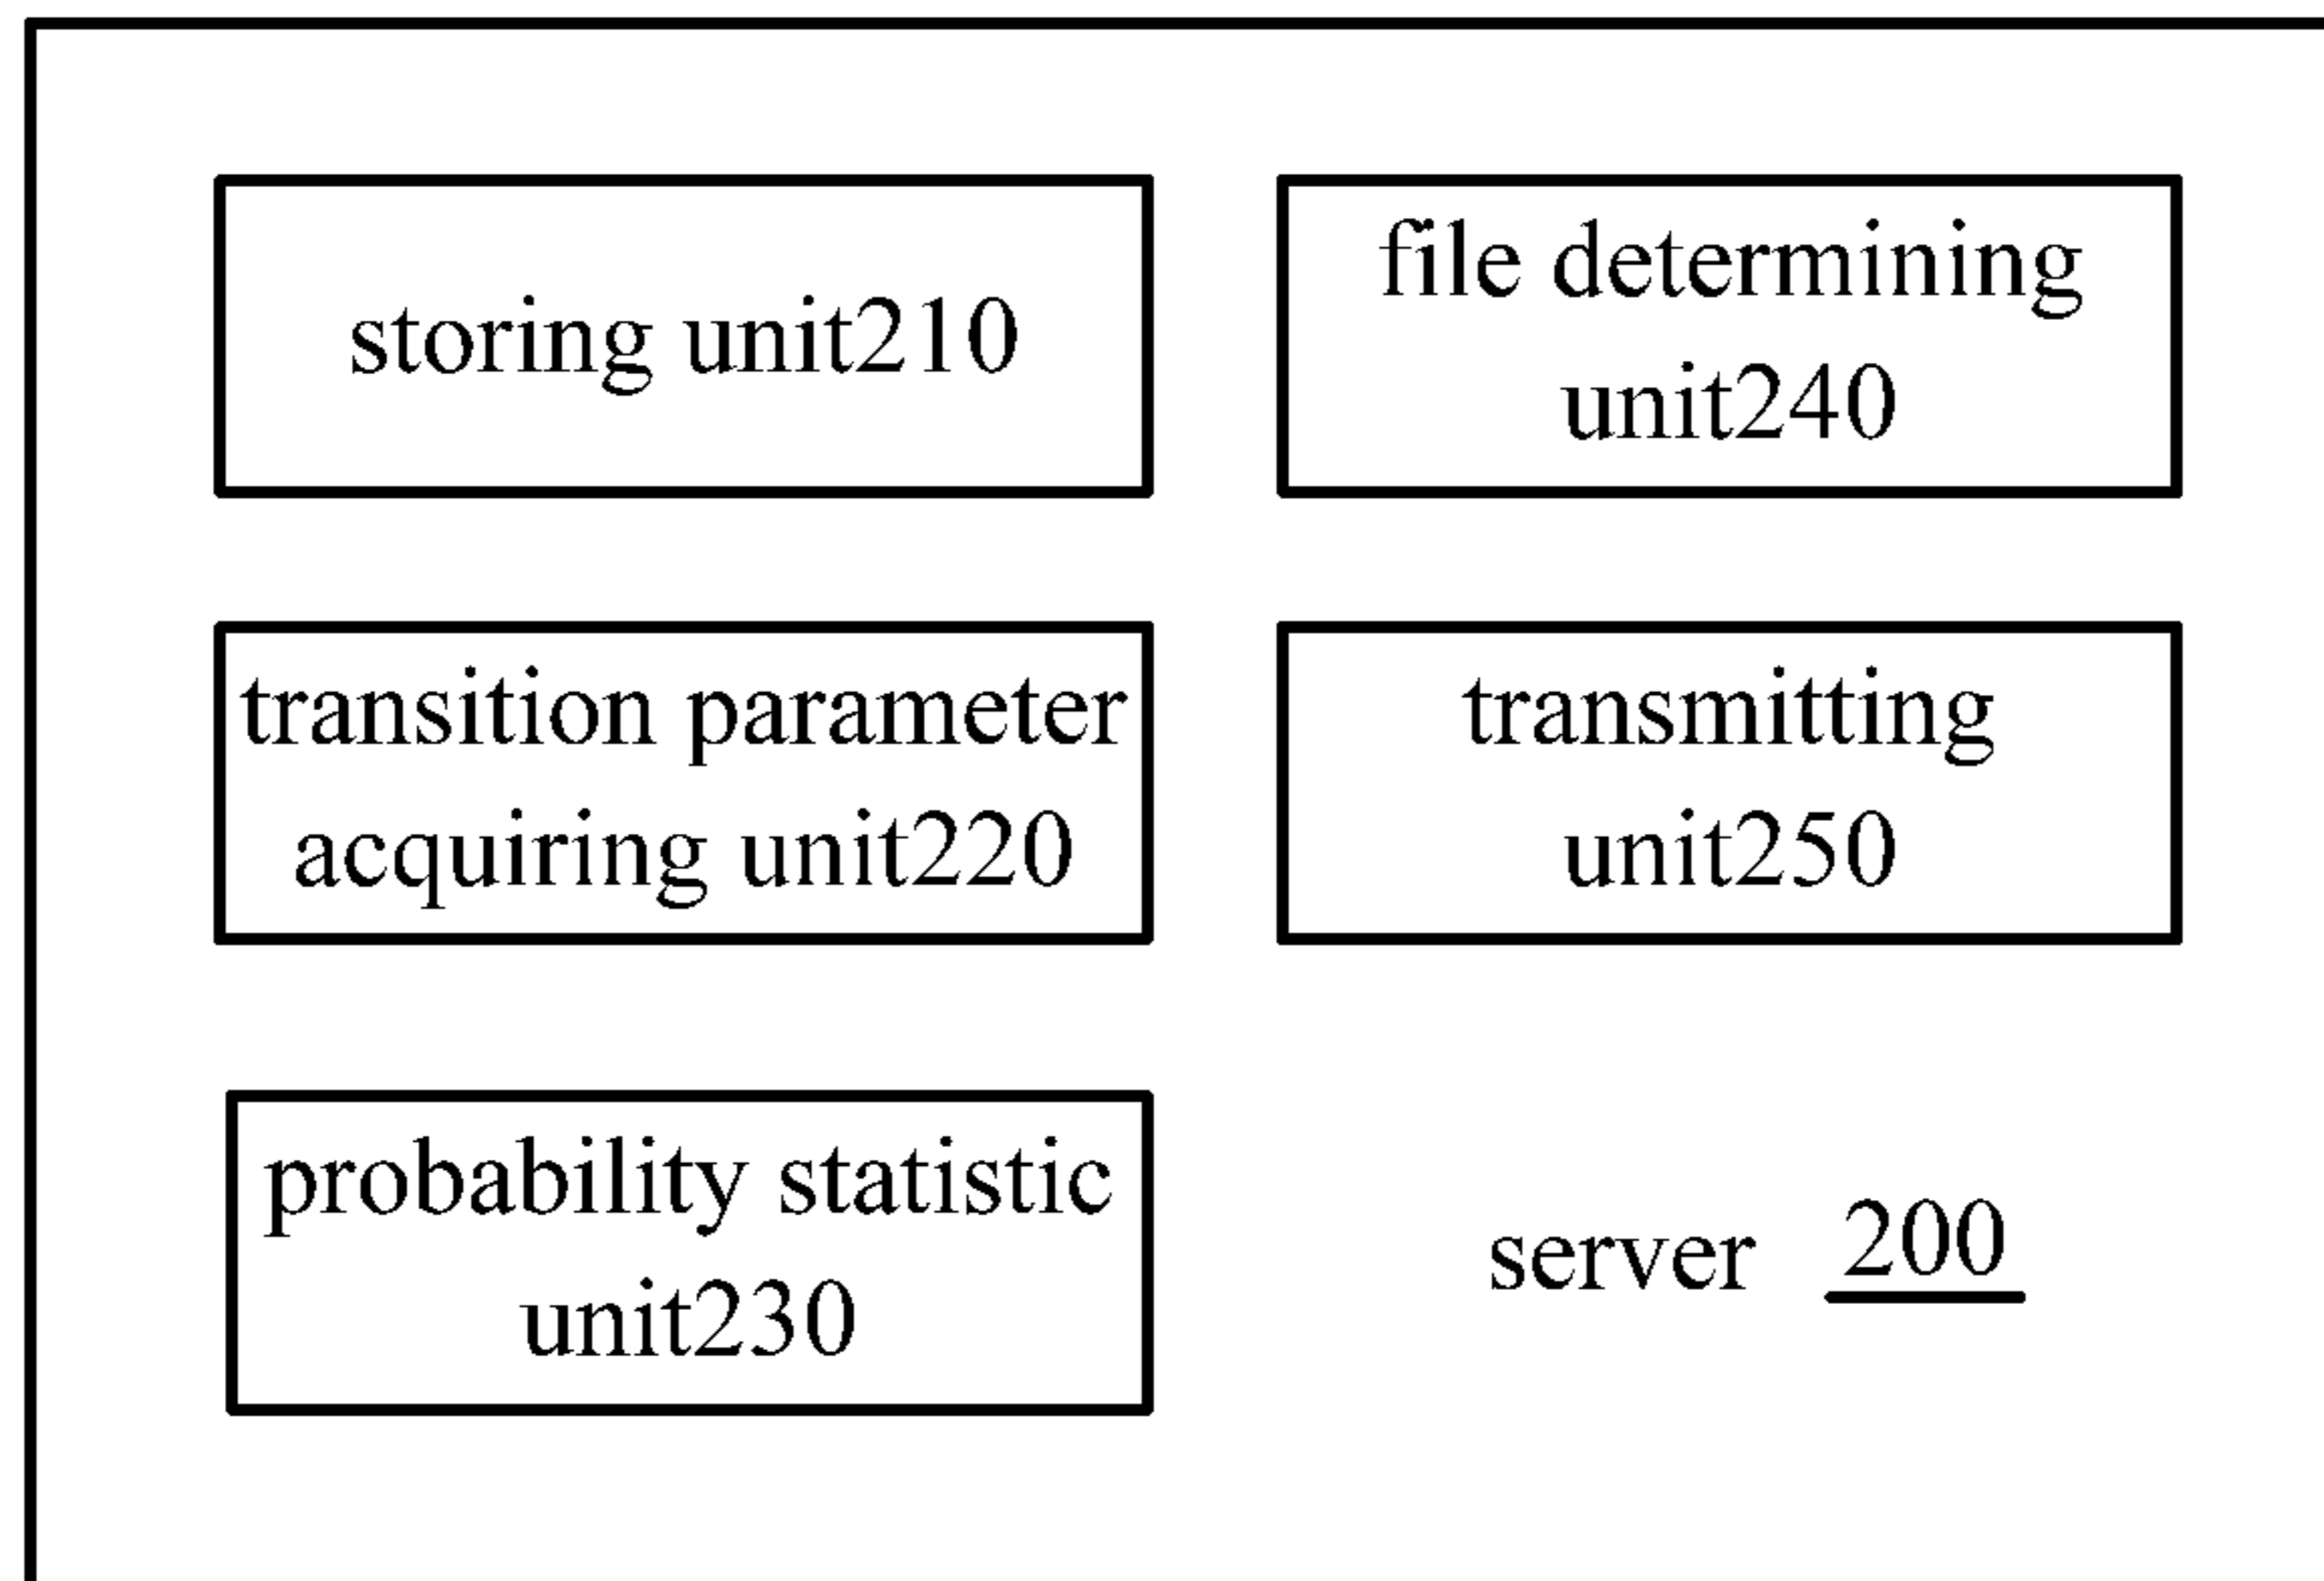 storing unit210
file determining
unit240
transition parameter
acquiring unit220
transmitting
unit250
probability statistic
unit230
server 200